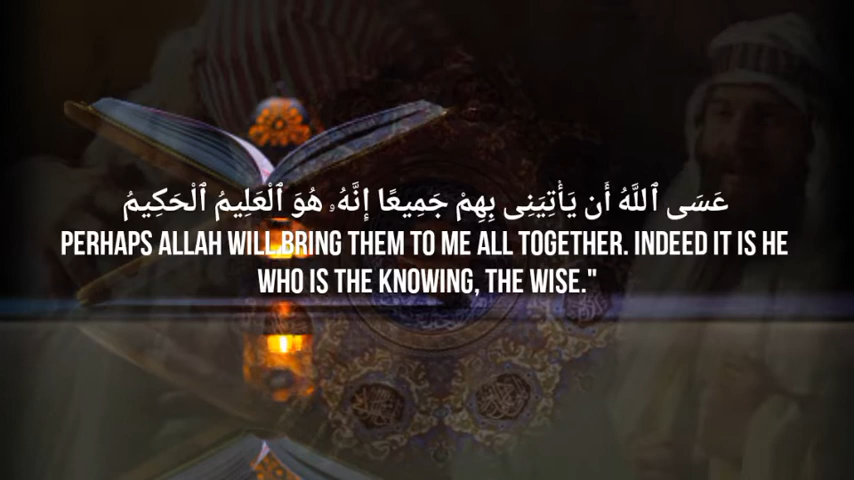 عَسَى ٱللَّهُ أَن يَأْتِيَنِى بِهِمْ جَمِيعًا إِنَّهُۥ هُوَ ٱلْعَلِيمُ ٱلْحَكِيمُ
PERHAPS ALLAH WILL BRING THEM TO ME ALL TOGETHER. INDEED IT IS HE
WHO IS THE KNOWING, THE WISE."